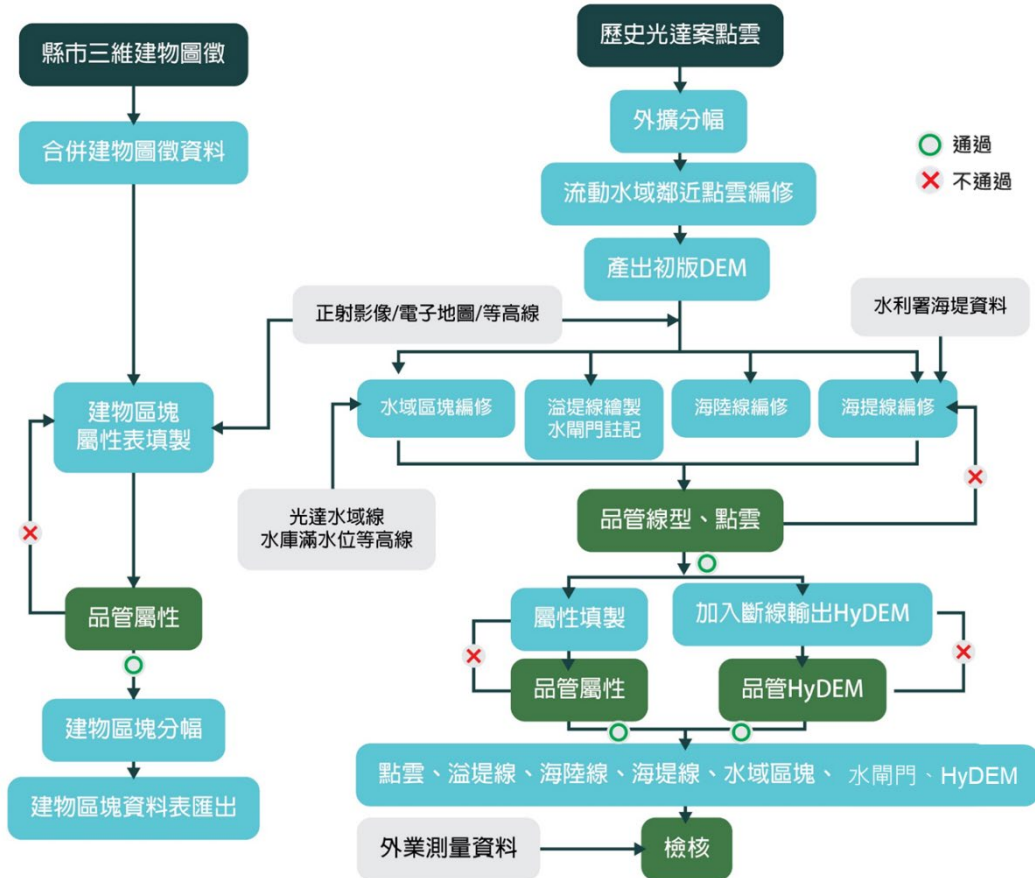 縣市三維建物圖徵
合併建物圖徵資料
建物區塊
屬性表填製
品管屬性
建物區塊分幅
建物區塊資料表匯出
歷史光達案點雲
外擴分幅
流動水域鄰近點雲編修
產出初版DEM
通過
不通過
正射影像/電子地圖/等高線
水利署海堤資料
水域區塊編修
溢堤線繪製
水閘門註記
海陸線編修
海提線編修
光達水域線
水庫滿水位等高線
品管線型、點雲
屬性填製
加入斷線輸出HyDEM
品管屬性
品管HyDEM
點雲、溢堤線、海陸線、海堤線、水域區塊、水閘門、HyDEM
外業測量資料
檢核